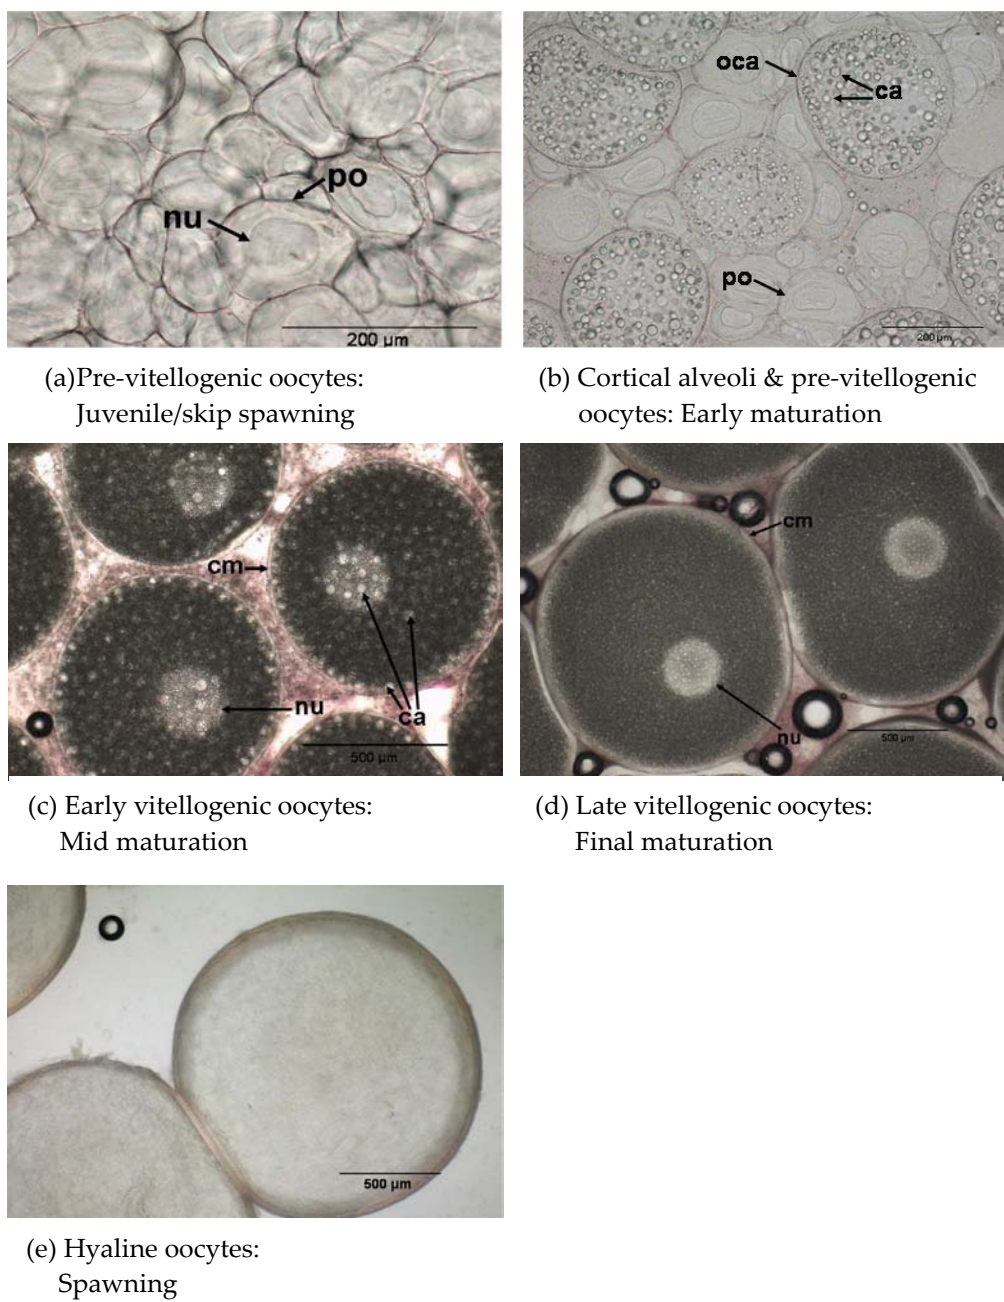 po
nu
200 µm
oca
ca
po
200 µm
(a)Pre-vitellogenic oocytes:
Juvenile/skip spawning
(b) Cortical alveoli & pre-vitellogenic
oocytes: Early maturation
cm
nu
ca
500 µm
cm
nu
500 µm
(c) Early vitellogenic oocytes:
Mid maturation
(d) Late vitellogenic oocytes:
Final maturation
500 µm
(e) Hyaline oocytes:
Spawning